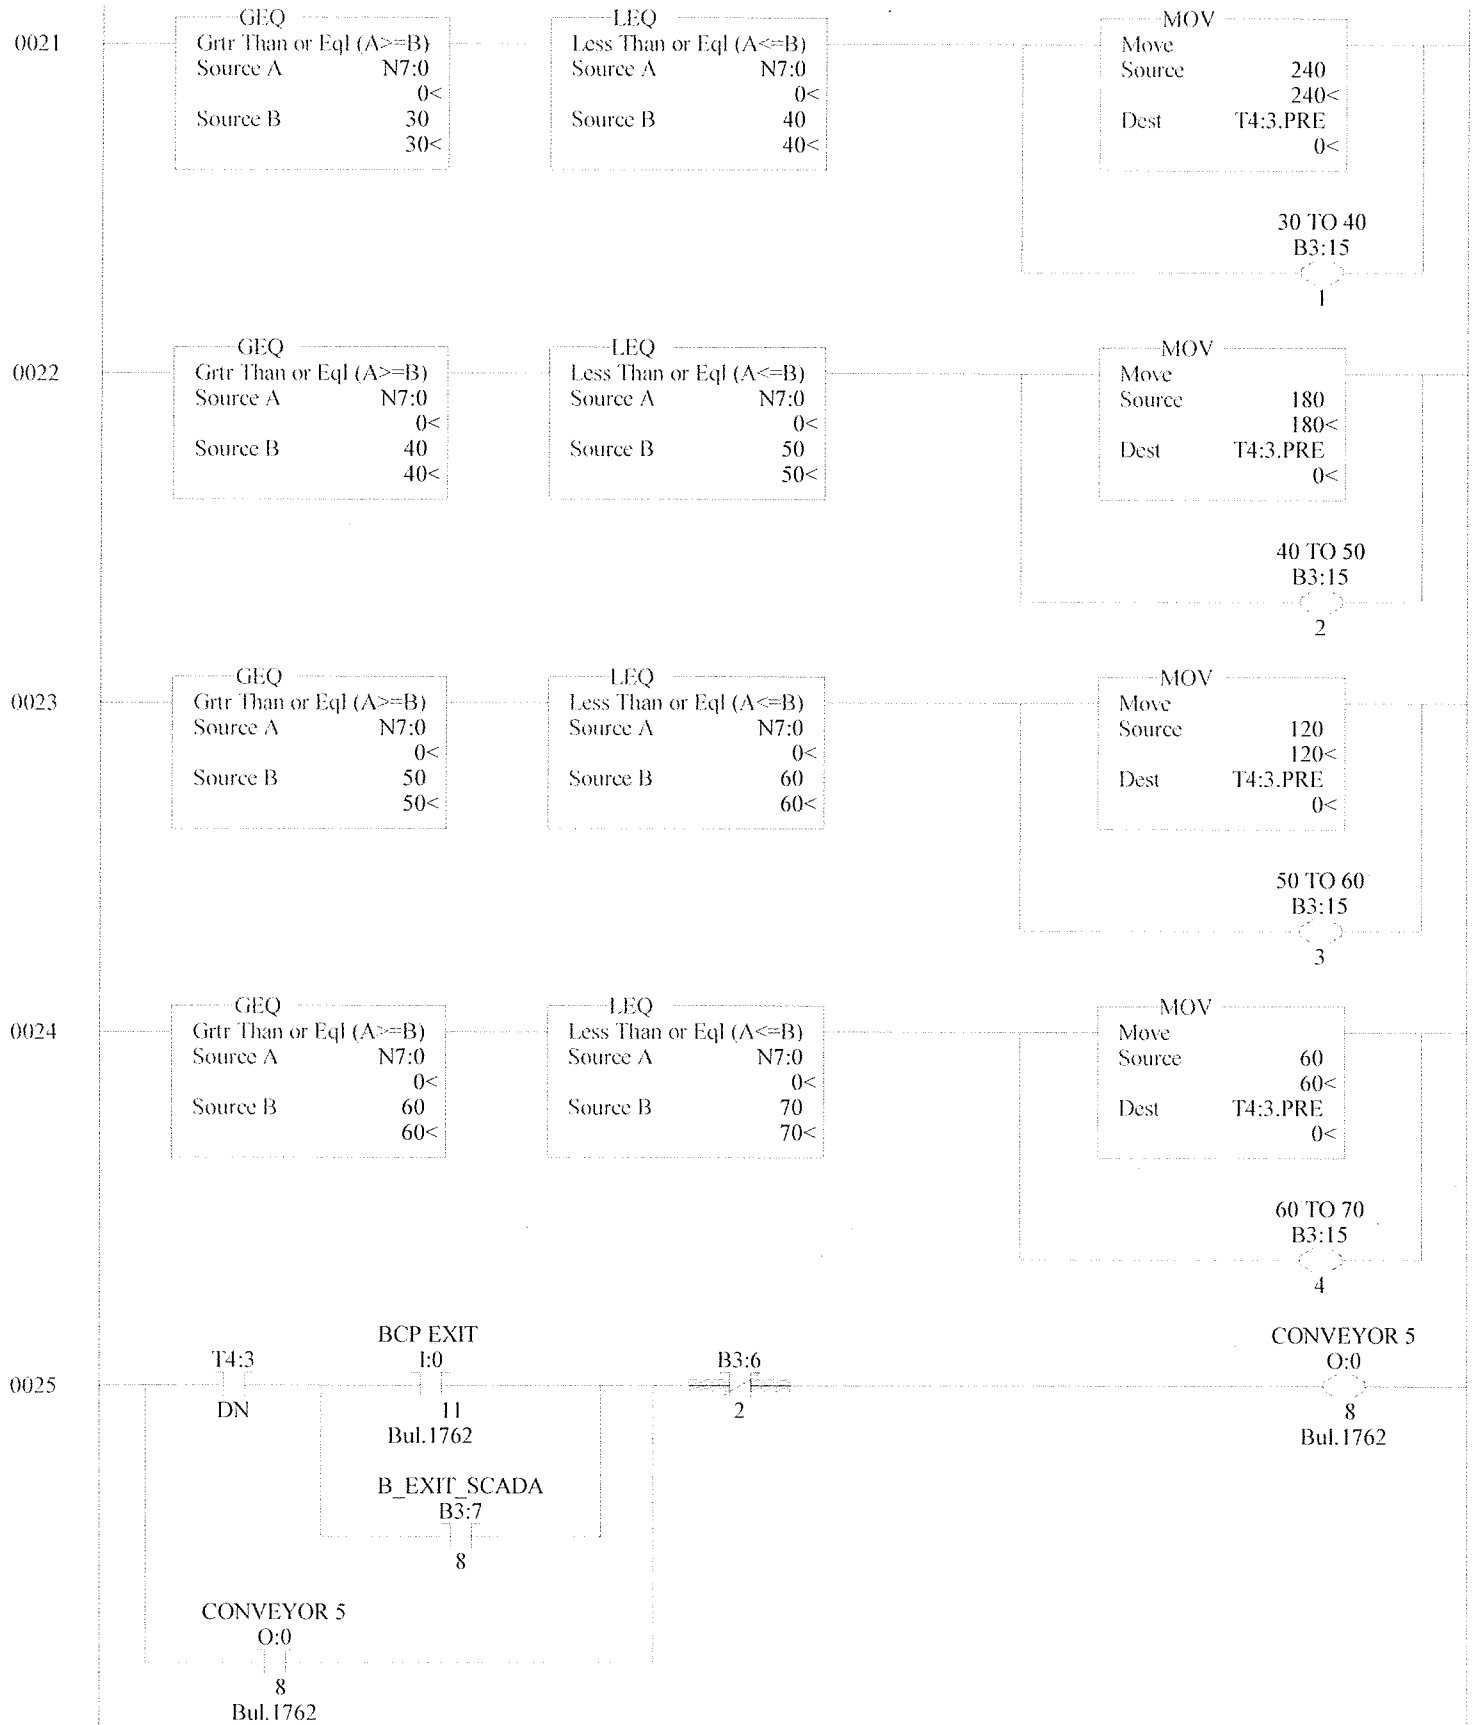 0021
GEQ
Grtr Than or Eql (A>=B)
Source A N7:0
0<
Source B 30
30<
LEQ
Less Than or Eql (A<=B)
Source A N7:0
0<
Source B 40
40<
MOV
Move
Source 240
240<
Dest T4:3.PRE
0<
30 TO 40
B3:15
1
0022
GEQ
Grtr Than or Eql (A>=B)
Source A N7:0
0<
Source B 40
40<
LEQ
Less Than or Eql (A<=B)
Source A N7:0
0<
Source B 50
50<
MOV
Move
Source 180
180<
Dest T4:3.PRE
0<
40 TO 50
B3:15
2
0023
GEQ
Grtr Than or Eql (A>=B)
Source A N7:0
0<
Source B 50
50<
LEQ
Less Than or Eql (A<=B)
Source A N7:0
0<
Source B 60
60<
MOV
Move
Source 120
120<
Dest T4:3.PRE
0<
50 TO 60
B3:15
3
0024
GEQ
Grtr Than or Eql (A>=B)
Source A N7:0
0<
Source B 60
60<
LEQ
Less Than or Eql (A<=B)
Source A N7:0
0<
Source B 70
70<
MOV
Move
Source 60
60<
Dest T4:3.PRE
0<
60 TO 70
B3:15
4
0025
T4:3
DN
BCP EXIT
I:0
11
Bul.1762
B3:6
2
CONVEYOR 5
O:0
8
Bul.1762
B_EXIT_SCADA
B3:7
8
CONVEYOR 5
O:0
8
Bul.1762